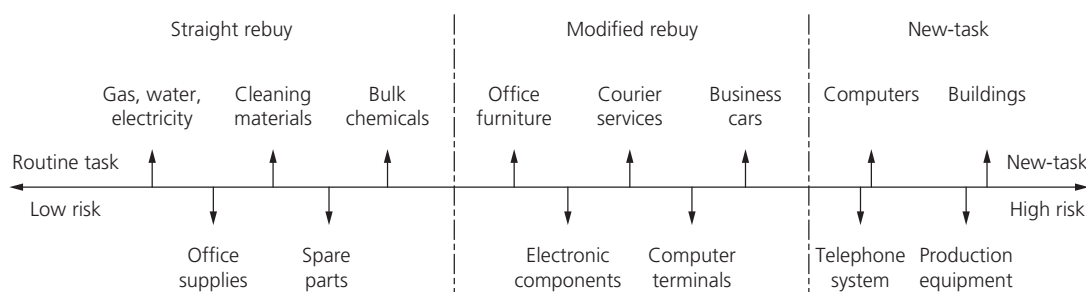 Straight rebuy
Modified rebuy
New-task
Gas, water,
electricity
Cleaning
materials
Bulk
chemicals
Office
furniture
Courier
services
Business
cars
Computers
Buildings
Routine task
New-task
Low risk
High risk
Office
supplies
Spare
parts
Electronic
components
Computer
terminals
Telephone
system
Production
equipment